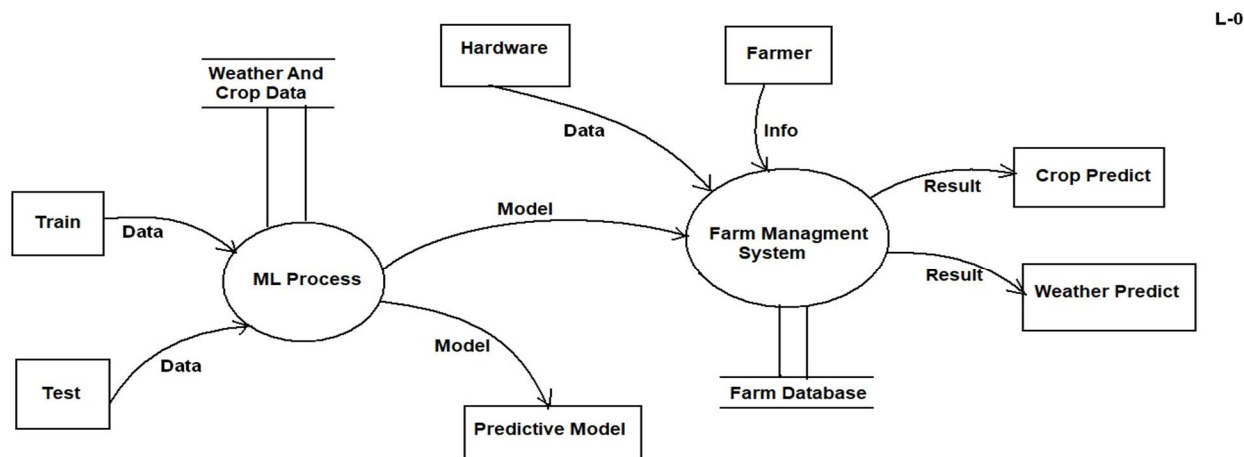 L-0
Hardware
Farmer
Weather And
Crop Data
Data
Info
Crop Predict
Result
Train
Data
Model
Farm Managment
System
ML Process
Result
Weather Predict
Model
Data
Test
Farm Database
Predictive Model